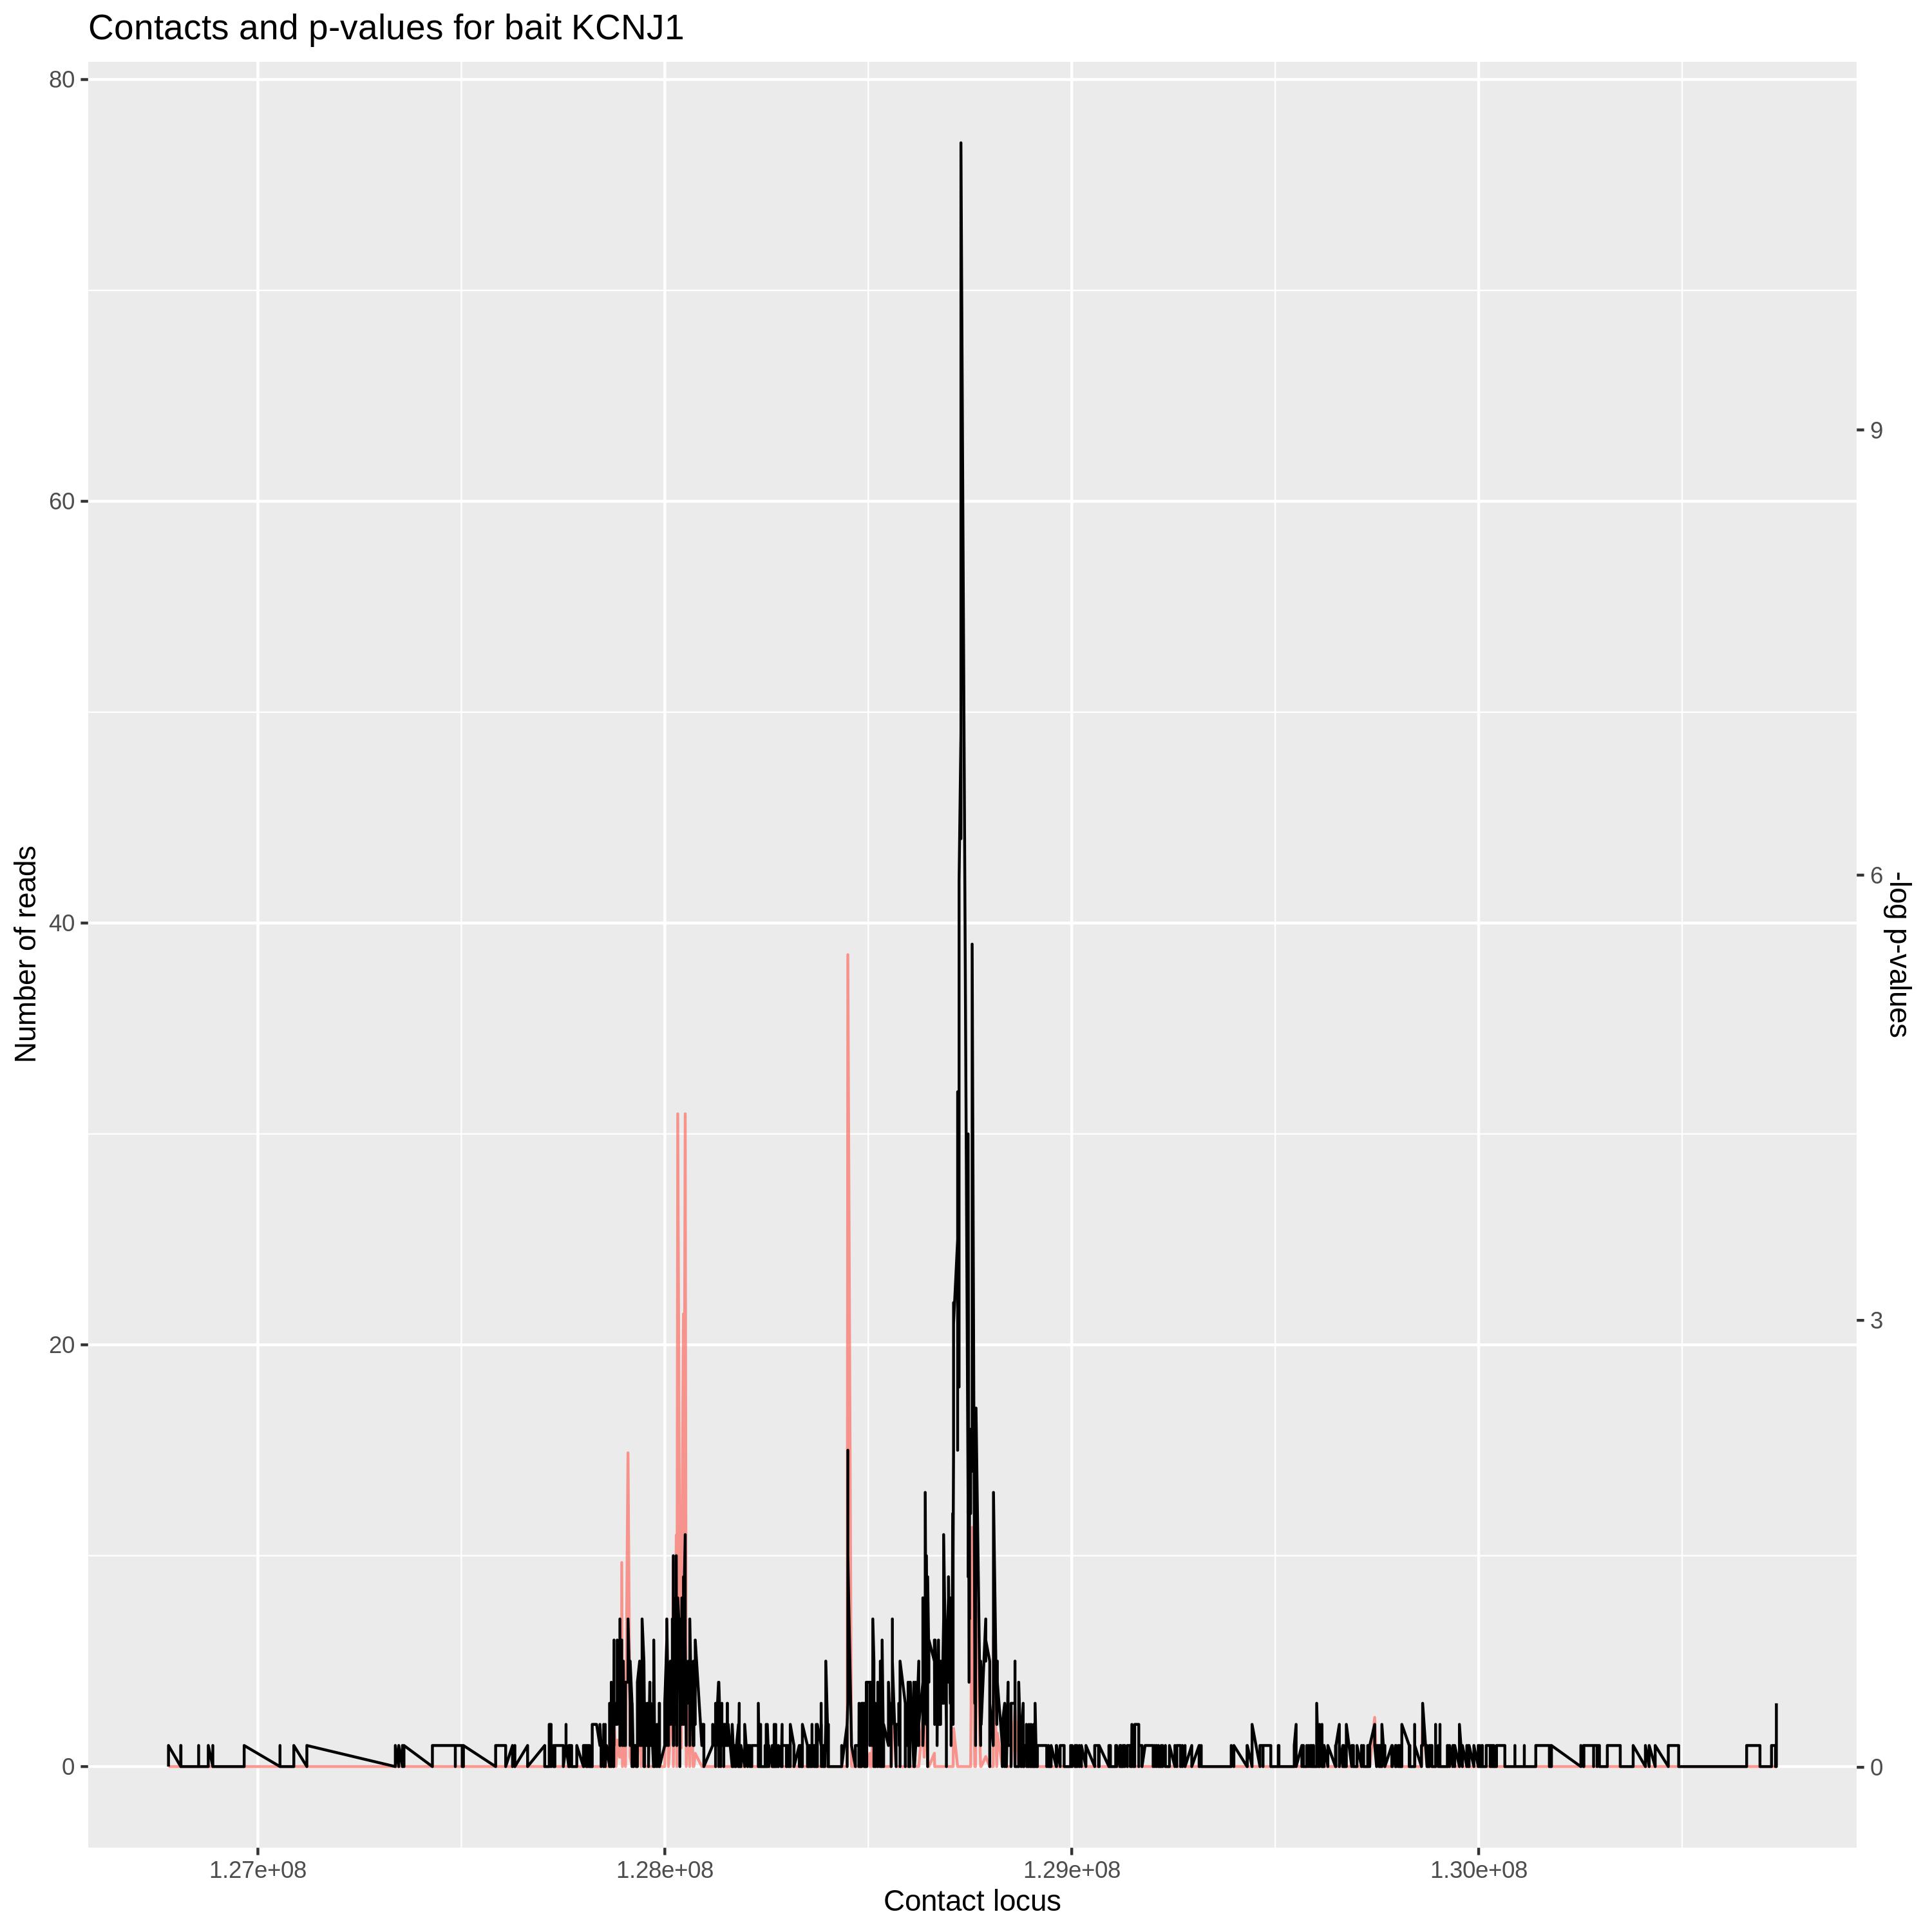 Contacts and p-values for bait KCNJ1
80
60
40
20
0
Number of reads
9
6
3
0
-log p-values
1.27e+08
1.28e+08
1.29e+08
1.30e+08
Contact locus